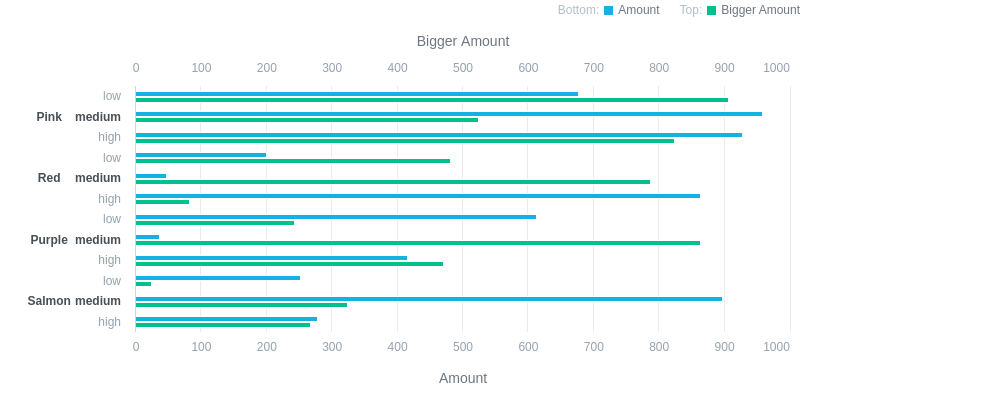 Bottom: Amount Top: Bigger Amount
Bigger Amount
0 100 200 300 400 500 600 700 800 900 1000
low
Pink medium
high
low
Red medium
high
low
Purple medium
high
low
Salmon medium
high
0 100 200 300 400 500 600 700 800 900 1000
Amount